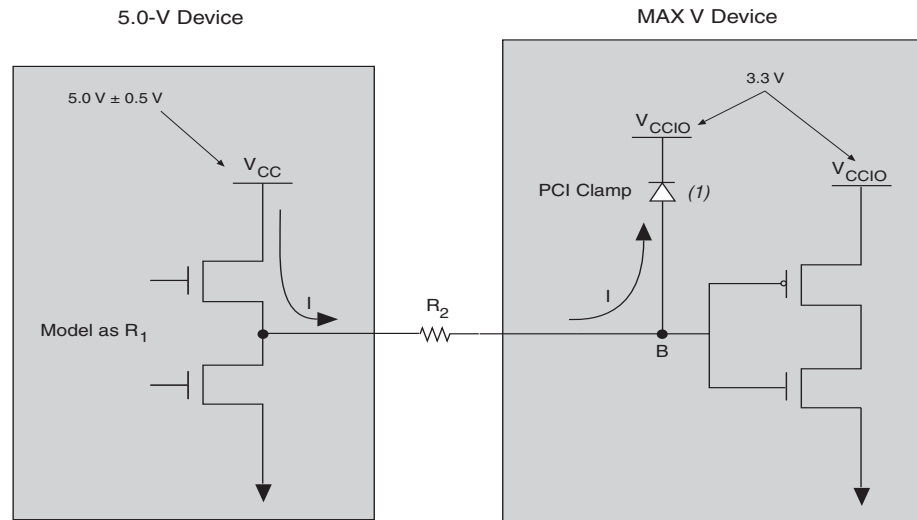 5.0-V Device
MAX V Device
5.0 V ± 0.5 V
3.3 V
VCC
VCCIO
VCCIO
PCI Clamp
(1)
I
I
R2
Model as R1
B